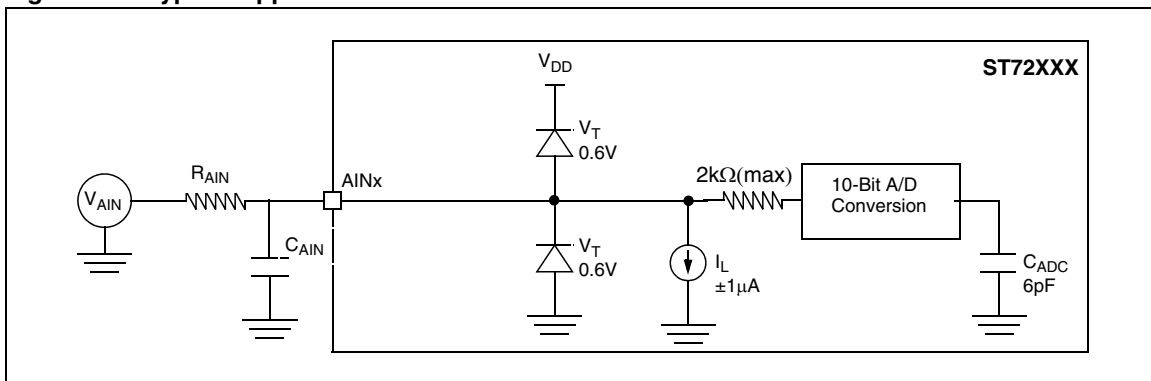 ST72XXX
V_DD
V_T
0.6V
R_AIN
AINx
2kΩ(max)
10-Bit A/D
Conversion
V_AIN
C_AIN
V_T
0.6V
I_L
±1μA
C_ADC
6pF